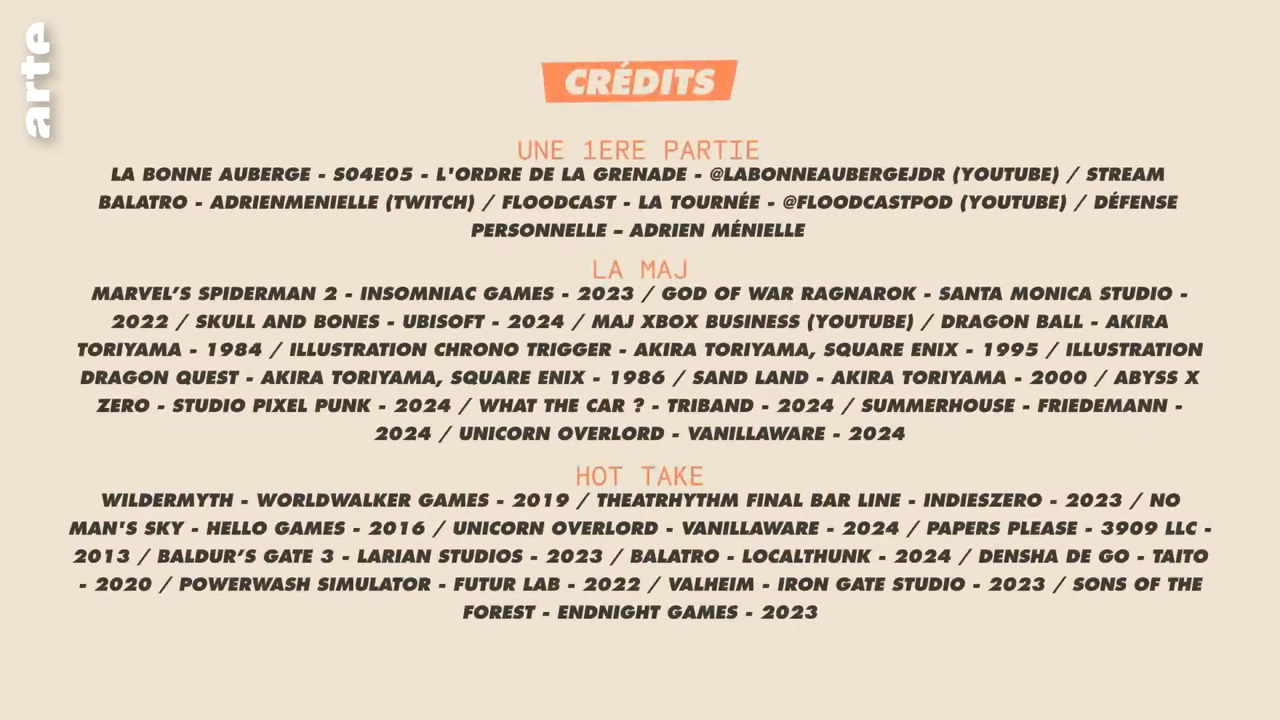 arte
CRÉDITS
UNE 1ERE PARTIE
LA BONNE AUBERGE - S04E05 - L'ORDRE DE LA GRENADE - @LABONNEAUBERGEJDR (YOUTUBE) / STREAM
BALATRO - ADRIENMENIELLE (TWITCH) / FLOODCAST - LA TOURNÉE - @FLOODCASTPOD (YOUTUBE) / DÉFENSE
PERSONNELLE – ADRIEN MÉNIELLE
LA MAJ
MARVEL’S SPIDERMAN 2 - INSOMNIAC GAMES - 2023 / GOD OF WAR RAGNAROK - SANTA MONICA STUDIO -
2022 / SKULL AND BONES - UBISOFT - 2024 / MAJ XBOX BUSINESS (YOUTUBE) / DRAGON BALL - AKIRA
TORIYAMA - 1984 / ILLUSTRATION CHRONO TRIGGER - AKIRA TORIYAMA, SQUARE ENIX - 1995 / ILLUSTRATION
DRAGON QUEST - AKIRA TORIYAMA, SQUARE ENIX - 1986 / SAND LAND - AKIRA TORIYAMA - 2000 / ABYSS X
ZERO - STUDIO PIXEL PUNK - 2024 / WHAT THE CAR ? - TRIBAND - 2024 / SUMMERHOUSE - FRIEDEMANN -
2024 / UNICORN OVERLORD - VANILLAWARE - 2024
HOT TAKE
WILDERMYTH - WORLDWALKER GAMES - 2019 / THEATRHYTHM FINAL BAR LINE - INDIESZERO - 2023 / NO
MAN'S SKY - HELLO GAMES - 2016 / UNICORN OVERLORD - VANILLAWARE - 2024 / PAPERS PLEASE - 3909 LLC -
2013 / BALDUR’S GATE 3 - LARIAN STUDIOS - 2023 / BALATRO - LOCALTHUNK - 2024 / DENSHA DE GO - TAITO
- 2020 / POWERWASH SIMULATOR - FUTUR LAB - 2022 / VALHEIM - IRON GATE STUDIO - 2023 / SONS OF THE
FOREST - ENDNIGHT GAMES - 2023